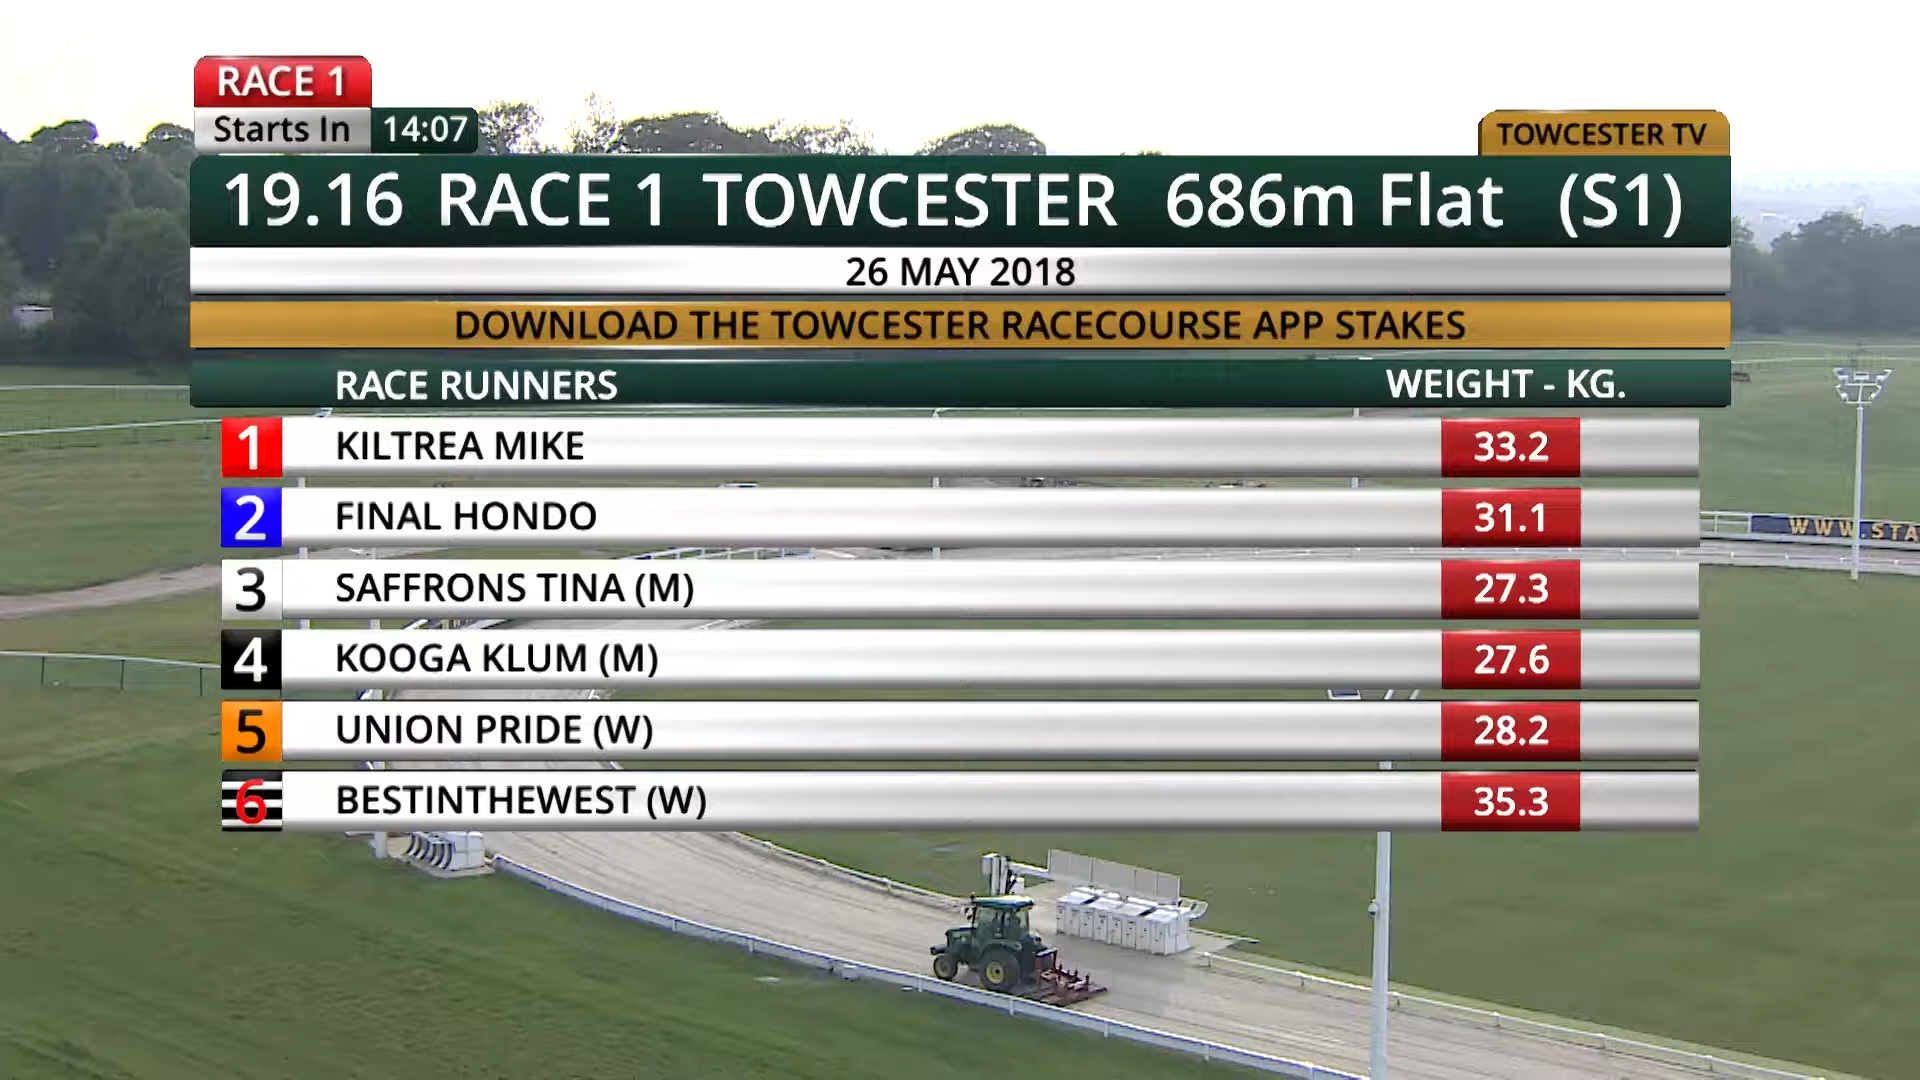 RACE 1
Starts In 14:07
TOWCESTER TV
19.16 RACE 1 TOWCESTER 686m Flat (S1)
26 MAY 2018
DOWNLOAD THE TOWCESTER RACECOURSE APP STAKES
RACE RUNNERS WEIGHT - KG.
1 KILTREA MIKE 33.2
2 FINAL HONDO 31.1
3 SAFFRONS TINA (M) 27.3
4 KOOGA KLUM (M) 27.6
5 UNION PRIDE (W) 28.2
6 BESTINTHEWEST (W) 35.3
WWW.STA